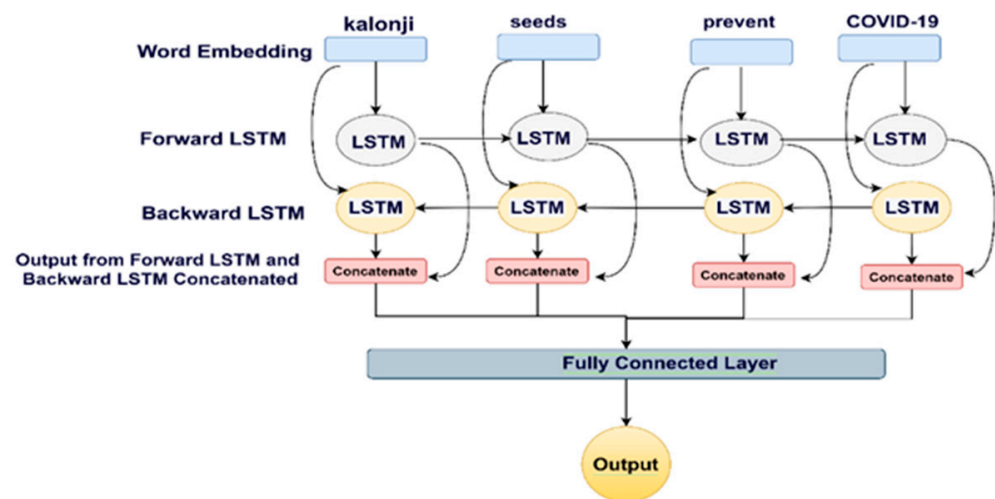 kalonji seeds prevent COVID-19
Word Embedding
Forward LSTM LSTM LSTM LSTM LSTM
Backward LSTM LSTM LSTM LSTM LSTM
Output from Forward LSTM and
Backward LSTM Concatenated
Concatenate Concatenate Concatenate Concatenate
Fully Connected Layer
Output